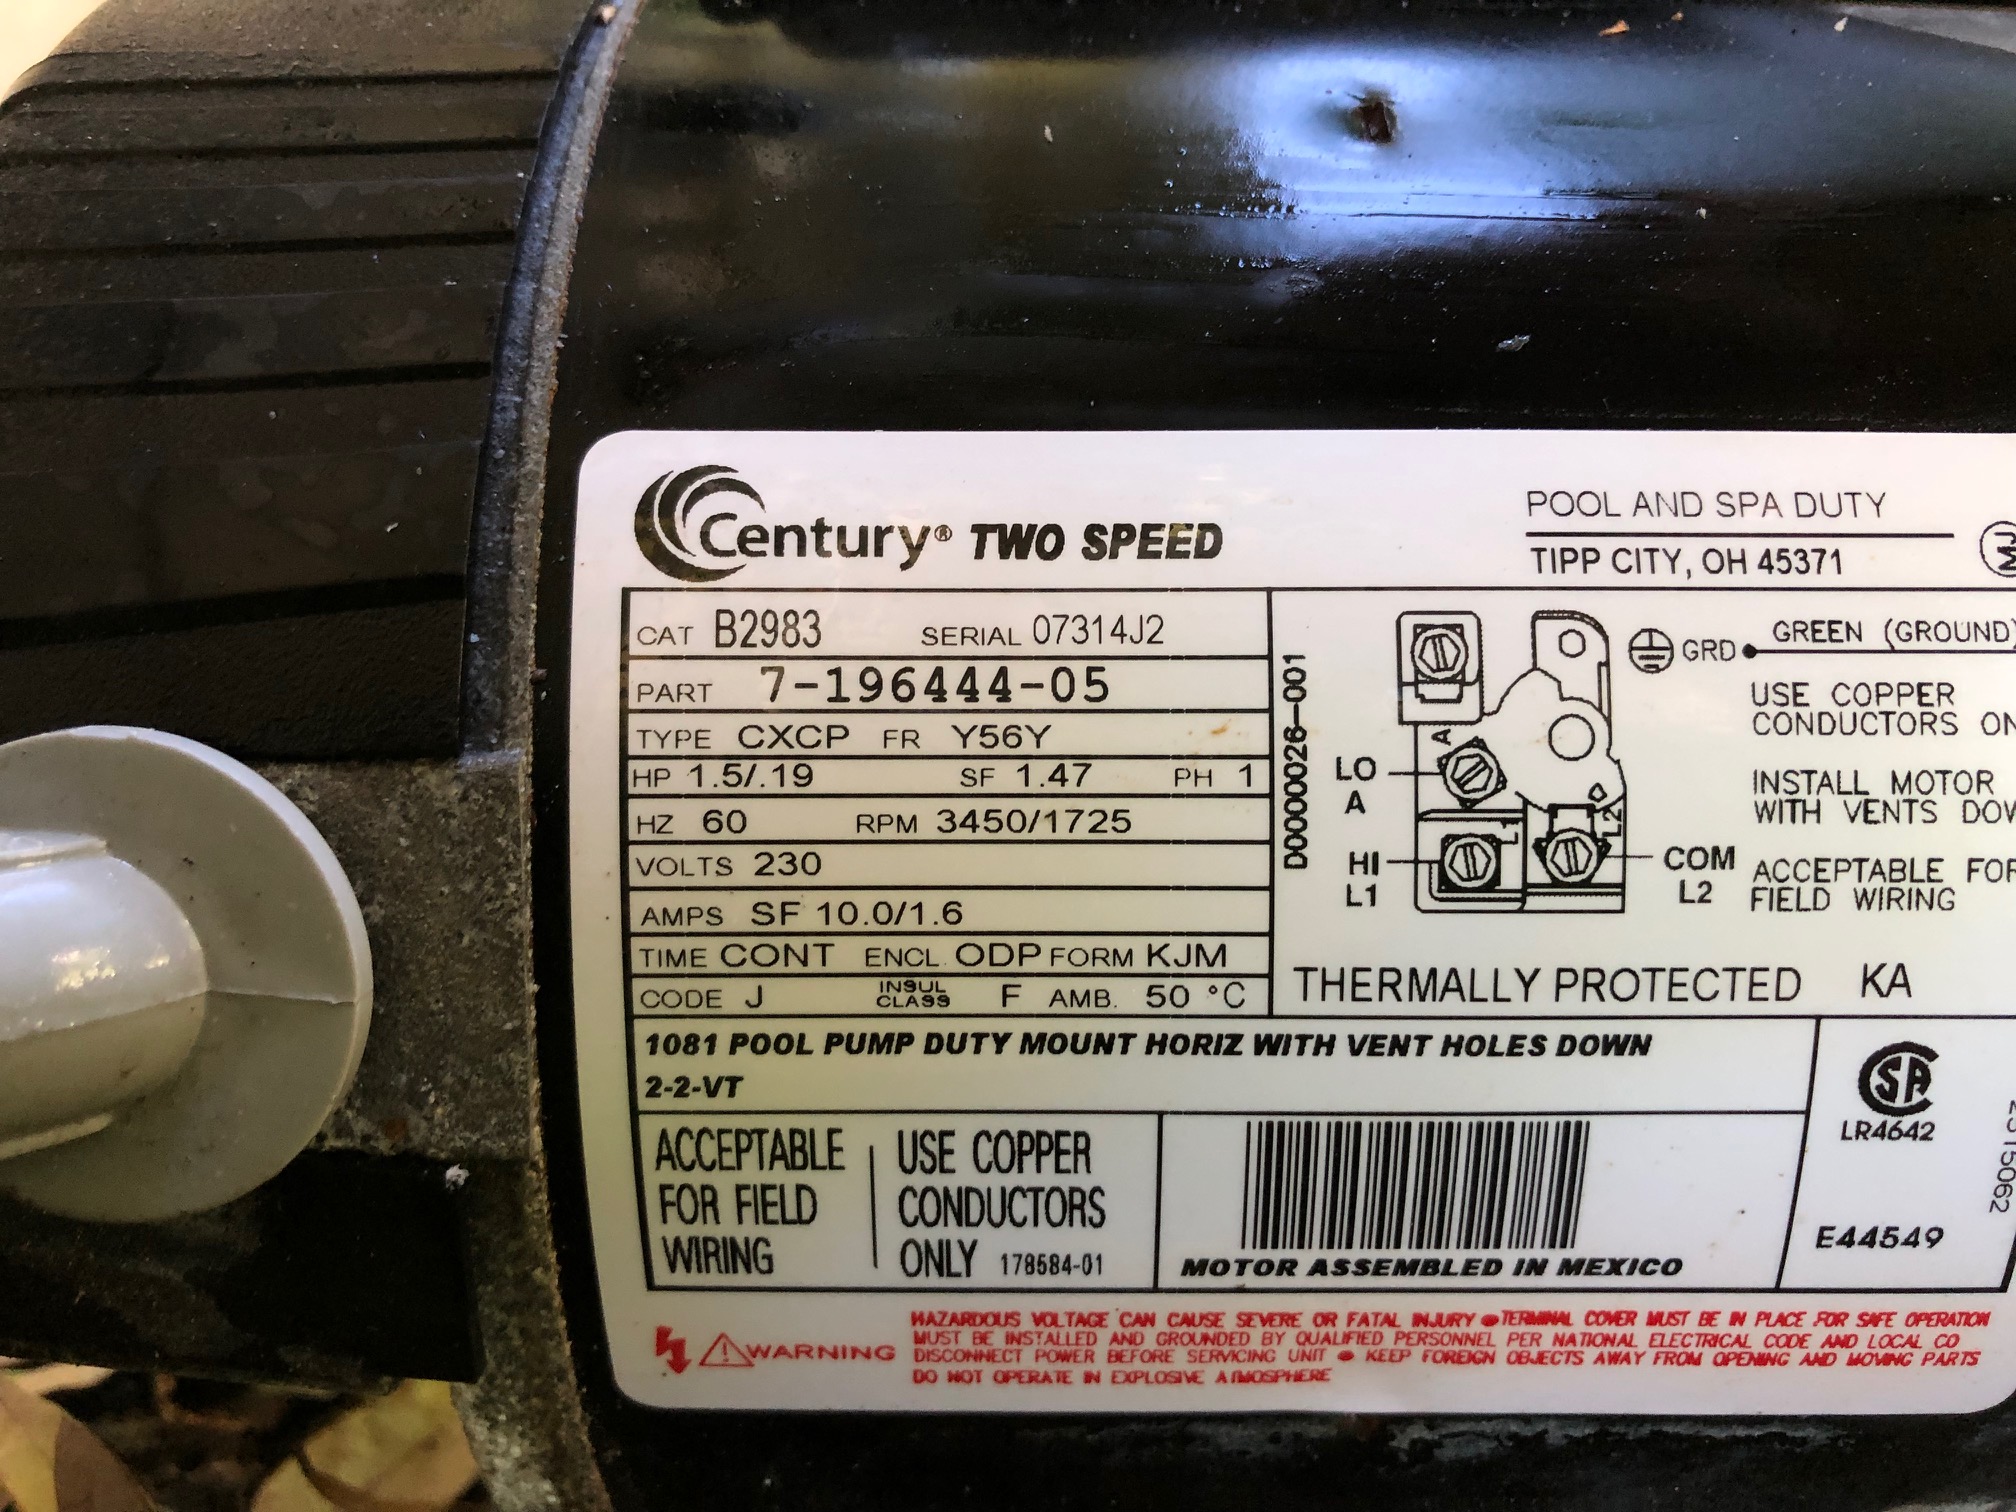 Century® TWO SPEED
POOL AND SPA DUTY
TIPP CITY, OH 45371
CAT B2983 SERIAL 07314J2
PART 7-196444-05
TYPE CXCP FR Y56Y
HP 1.5/.19 SF 1.47 PH 1
HZ 60 RPM 3450/1725
VOLTS 230
AMPS SF 10.0/1.6
TIME CONT ENCL ODP FORM KJM
CODE J INSUL CLASS F AMB. 50 °C
D0000026-001
GRD GREEN (GROUND)
USE COPPER
CONDUCTORS ON
INSTALL MOTOR
WITH VENTS DOW
ACCEPTABLE FOR
FIELD WIRING
A
LO
A
HI
L1
L2
COM
L2
THERMALLY PROTECTED KA
1081 POOL PUMP DUTY MOUNT HORIZ WITH VENT HOLES DOWN
2-2-VT
ACCEPTABLE
FOR FIELD
WIRING
USE COPPER
CONDUCTORS
ONLY 178584-01
MOTOR ASSEMBLED IN MEXICO
SA
LR4642
E44549
WARNING
HAZARDOUS VOLTAGE CAN CAUSE SEVERE OR FATAL INJURY ● TERMINAL COVER MUST BE IN PLACE FOR SAFE OPERATION
MUST BE INSTALLED AND GROUNDED BY QUALIFIED PERSONNEL PER NATIONAL ELECTRICAL CODE AND LOCAL CO
DISCONNECT POWER BEFORE SERVICING UNIT ● KEEP FOREIGN OBJECTS AWAY FROM OPENING AND MOVING PARTS
DO NOT OPERATE IN EXPLOSIVE ATMOSPHERE